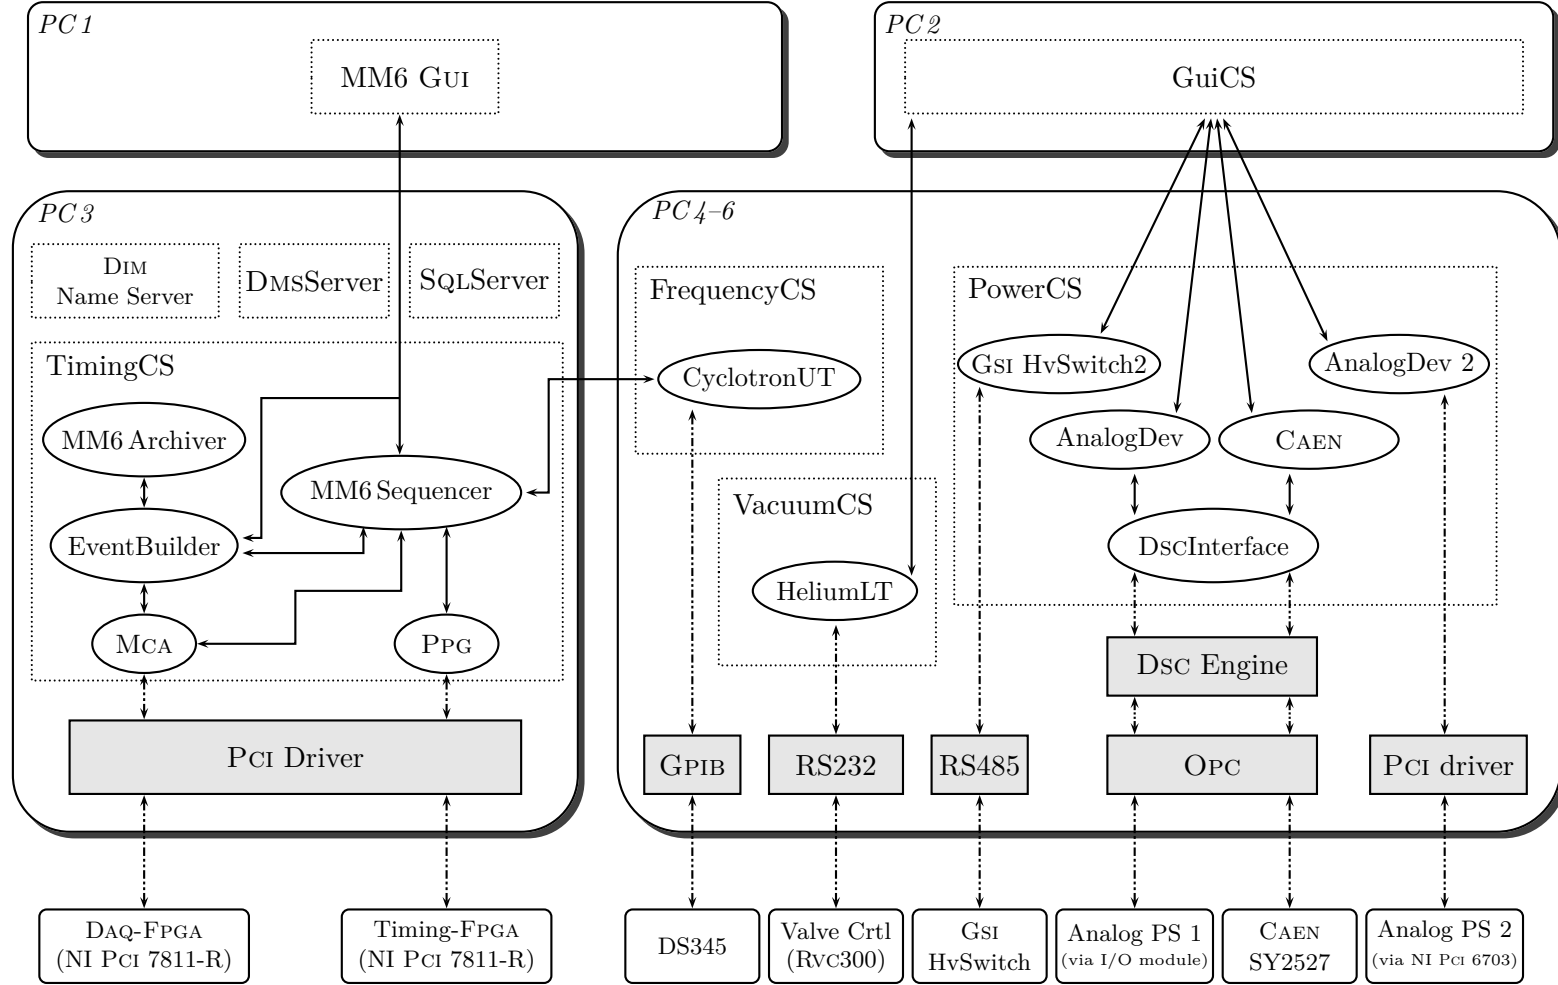 PC1
PC2
MM6 GUI
GuiCS
PC3
PC4–6
DIM
Name Server
DMSServer
SQLServer
FrequencyCS
PowerCS
TimingCS
CyclotronUT
GSI HVSwitch2
AnalogDev 2
MM6 Archiver
AnalogDev
CAEN
MM6 Sequencer
VacuumCS
EventBuilder
DSCInterface
HeliumLT
MCA
PPG
DSC Engine
PCI Driver
GPIB
RS232
RS485
OPC
PCI driver
DAQ-FPGA
(NI PCI 7811-R)
Timing-FPGA
(NI PCI 7811-R)
DS345
Valve Crtl
(RVC300)
GSI
HVSwitch
Analog PS 1
(via I/O module)
CAEN
SY2527
Analog PS 2
(via NI PCI 6703)